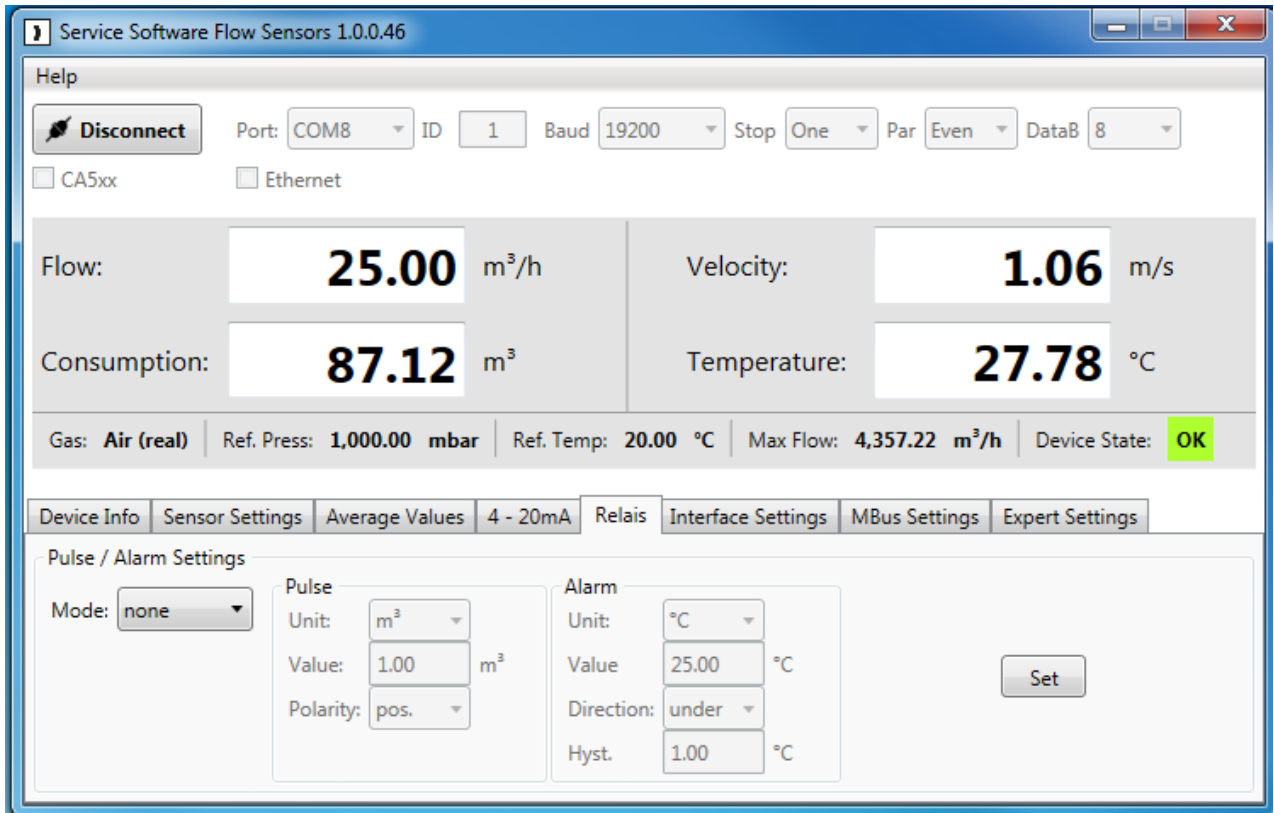 Service Software Flow Sensors 1.0.0.46
Help
Disconnect Port: COM8 ID 1 Baud 19200 Stop One Par Even DataB 8
CA5xx Ethernet
Flow: 25.00 m³/h Velocity: 1.06 m/s
Consumption: 87.12 m³ Temperature: 27.78 °C
Gas: Air (real) Ref. Press: 1,000.00 mbar Ref. Temp: 20.00 °C Max Flow: 4,357.22 m³/h Device State: OK
Device Info Sensor Settings Average Values 4 - 20mA Relais Interface Settings MBus Settings Expert Settings
Pulse / Alarm Settings
Mode: none
Pulse
Unit: m³
Value: 1.00 m³
Polarity: pos.
Alarm
Unit: °C
Value 25.00 °C
Direction: under
Hyst. 1.00 °C
Set